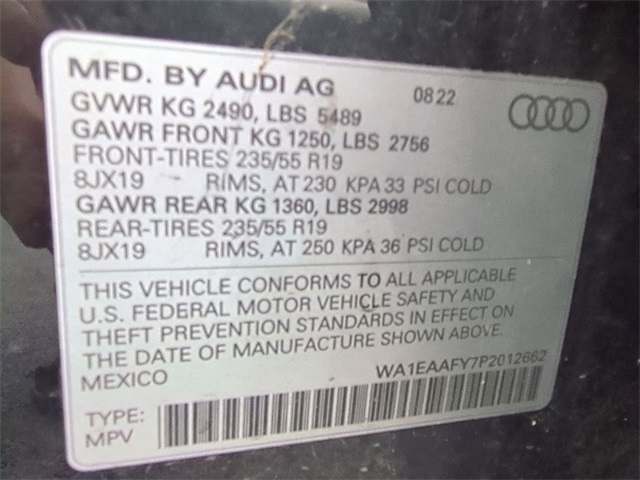 MFD. BY AUDI AG 08 22
GVWR KG 2490, LBS 5489
GAWR FRONT KG 1250, LBS 2756
FRONT-TIRES 235/55 R19
8JX19 RIMS, AT 230 KPA 33 PSI COLD
GAWR REAR KG 1360, LBS 2998
REAR-TIRES 235/55 R19
8JX19 RIMS, AT 250 KPA 36 PSI COLD
THIS VEHICLE CONFORMS TO ALL APPLICABLE
U.S. FEDERAL MOTOR VEHICLE SAFETY AND
THEFT PREVENTION STANDARDS IN EFFECT ON
THE DATE OF MANUFACTURE SHOWN ABOVE.
MEXICO WA1EAAFY7P2012662
TYPE:
MPV